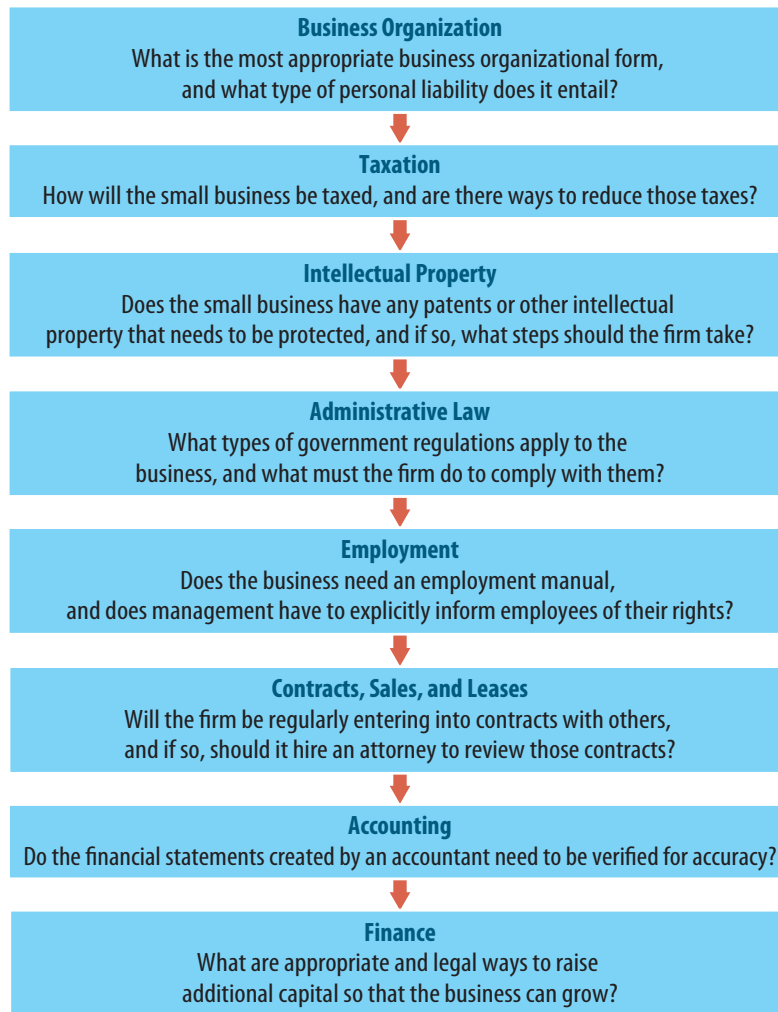 Business Organization
What is the most appropriate business organizational form,
and what type of personal liability does it entail?
Taxation
How will the small business be taxed, and are there ways to reduce those taxes?
Intellectual Property
Does the small business have any patents or other intellectual
property that needs to be protected, and if so, what steps should the firm take?
Administrative Law
What types of government regulations apply to the
business, and what must the firm do to comply with them?
Employment
Does the business need an employment manual,
and does management have to explicitly inform employees of their rights?
Contracts, Sales, and Leases
Will the firm be regularly entering into contracts with others,
and if so, should it hire an attorney to review those contracts?
Accounting
Do the financial statements created by an accountant need to be verified for accuracy?
Finance
What are appropriate and legal ways to raise
additional capital so that the business can grow?